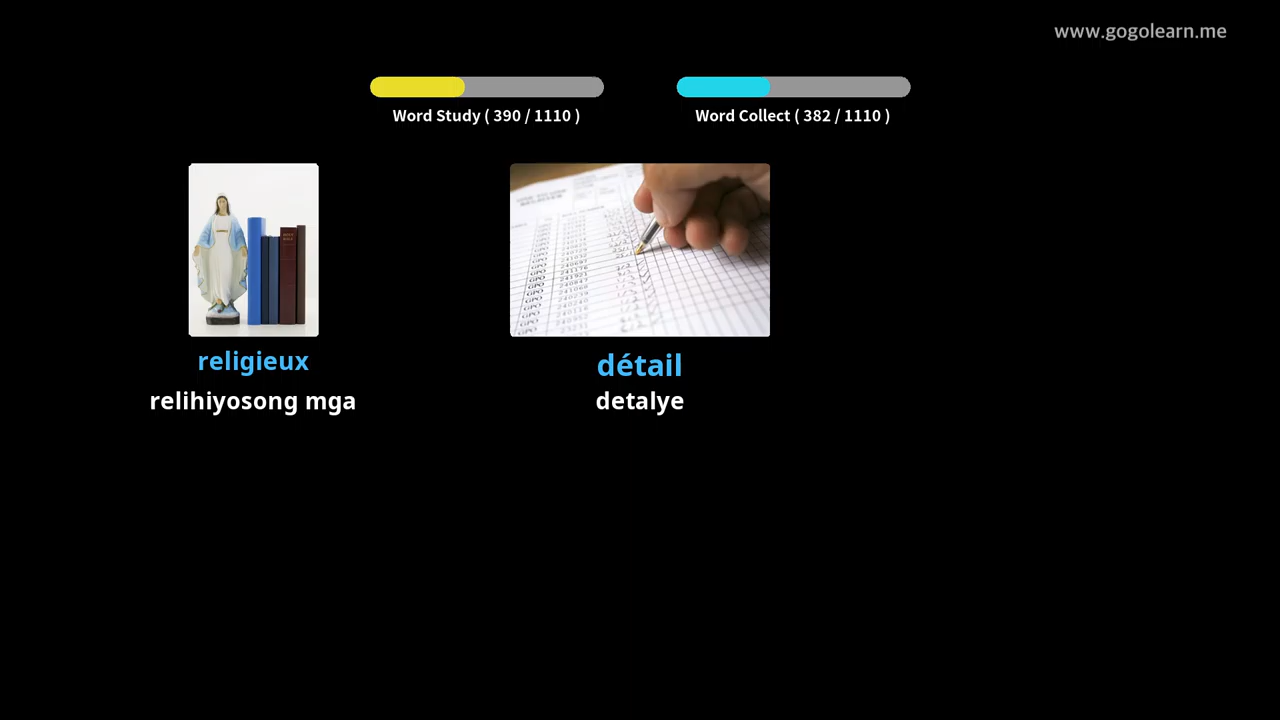 www.gogolearn.me
Word Study ( 390 / 1110 )
Word Collect ( 382 / 1110 )
religieux
relihiyosong mga
détail
detalye